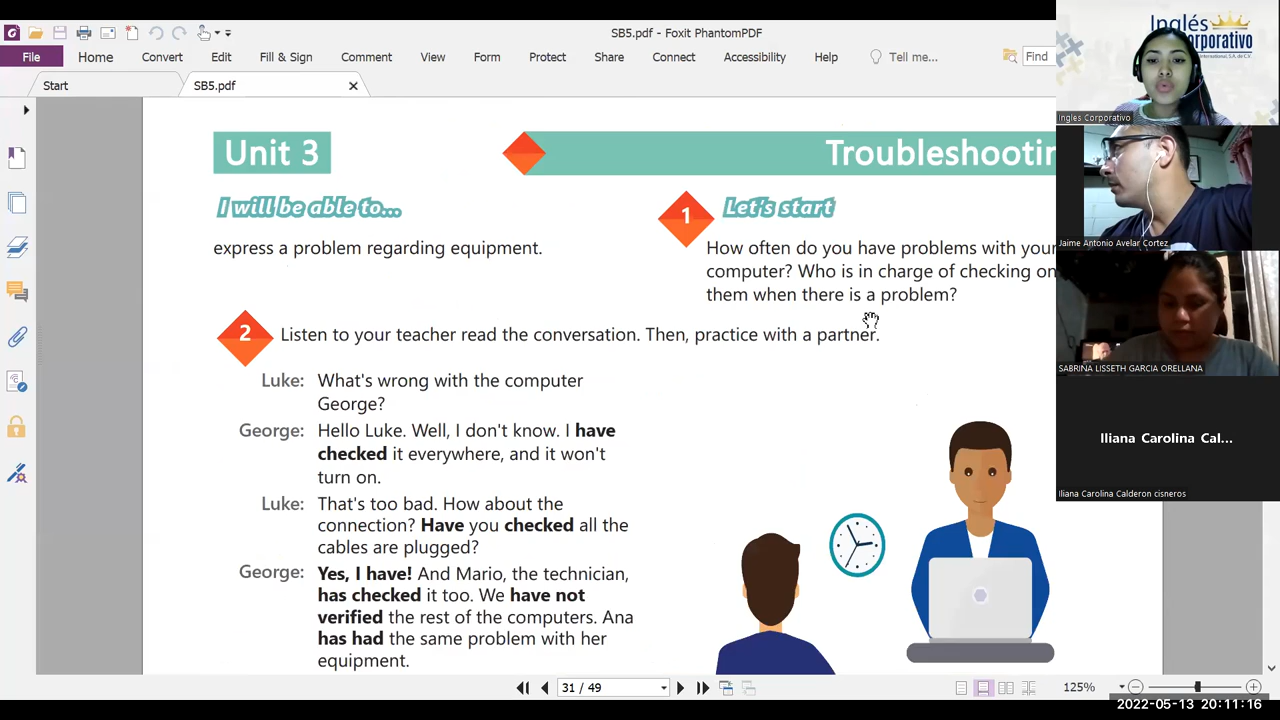 SB5.pdf - Foxit PhantomPDF
File Home Convert Edit Fill & Sign Comment View Form Protect Share Connect Accessibility Help Tell me... Find
Start SB5.pdf
Inglés
Corporativo
Ingles Corporativo
Jaime Antonio Avelar Cortez
SABRINA LISSETH GARCIA ORELLANA
Iliana Carolina Cal...
Iliana Carolina Calderon cisneros
Unit 3
Troubleshootin
I will be able to...
express a problem regarding equipment.
1 Let's start
How often do you have problems with your
computer? Who is in charge of checking on
them when there is a problem?
2 Listen to your teacher read the conversation. Then, practice with a partner.
Luke: What's wrong with the computer
George?
George: Hello Luke. Well, I don't know. I have
checked it everywhere, and it won't
turn on.
Luke: That's too bad. How about the
connection? Have you checked all the
cables are plugged?
George: Yes, I have! And Mario, the technician,
has checked it too. We have not
verified the rest of the computers. Ana
has had the same problem with her
equipment.
31 / 49
125%
2022-05-13 20:11:16